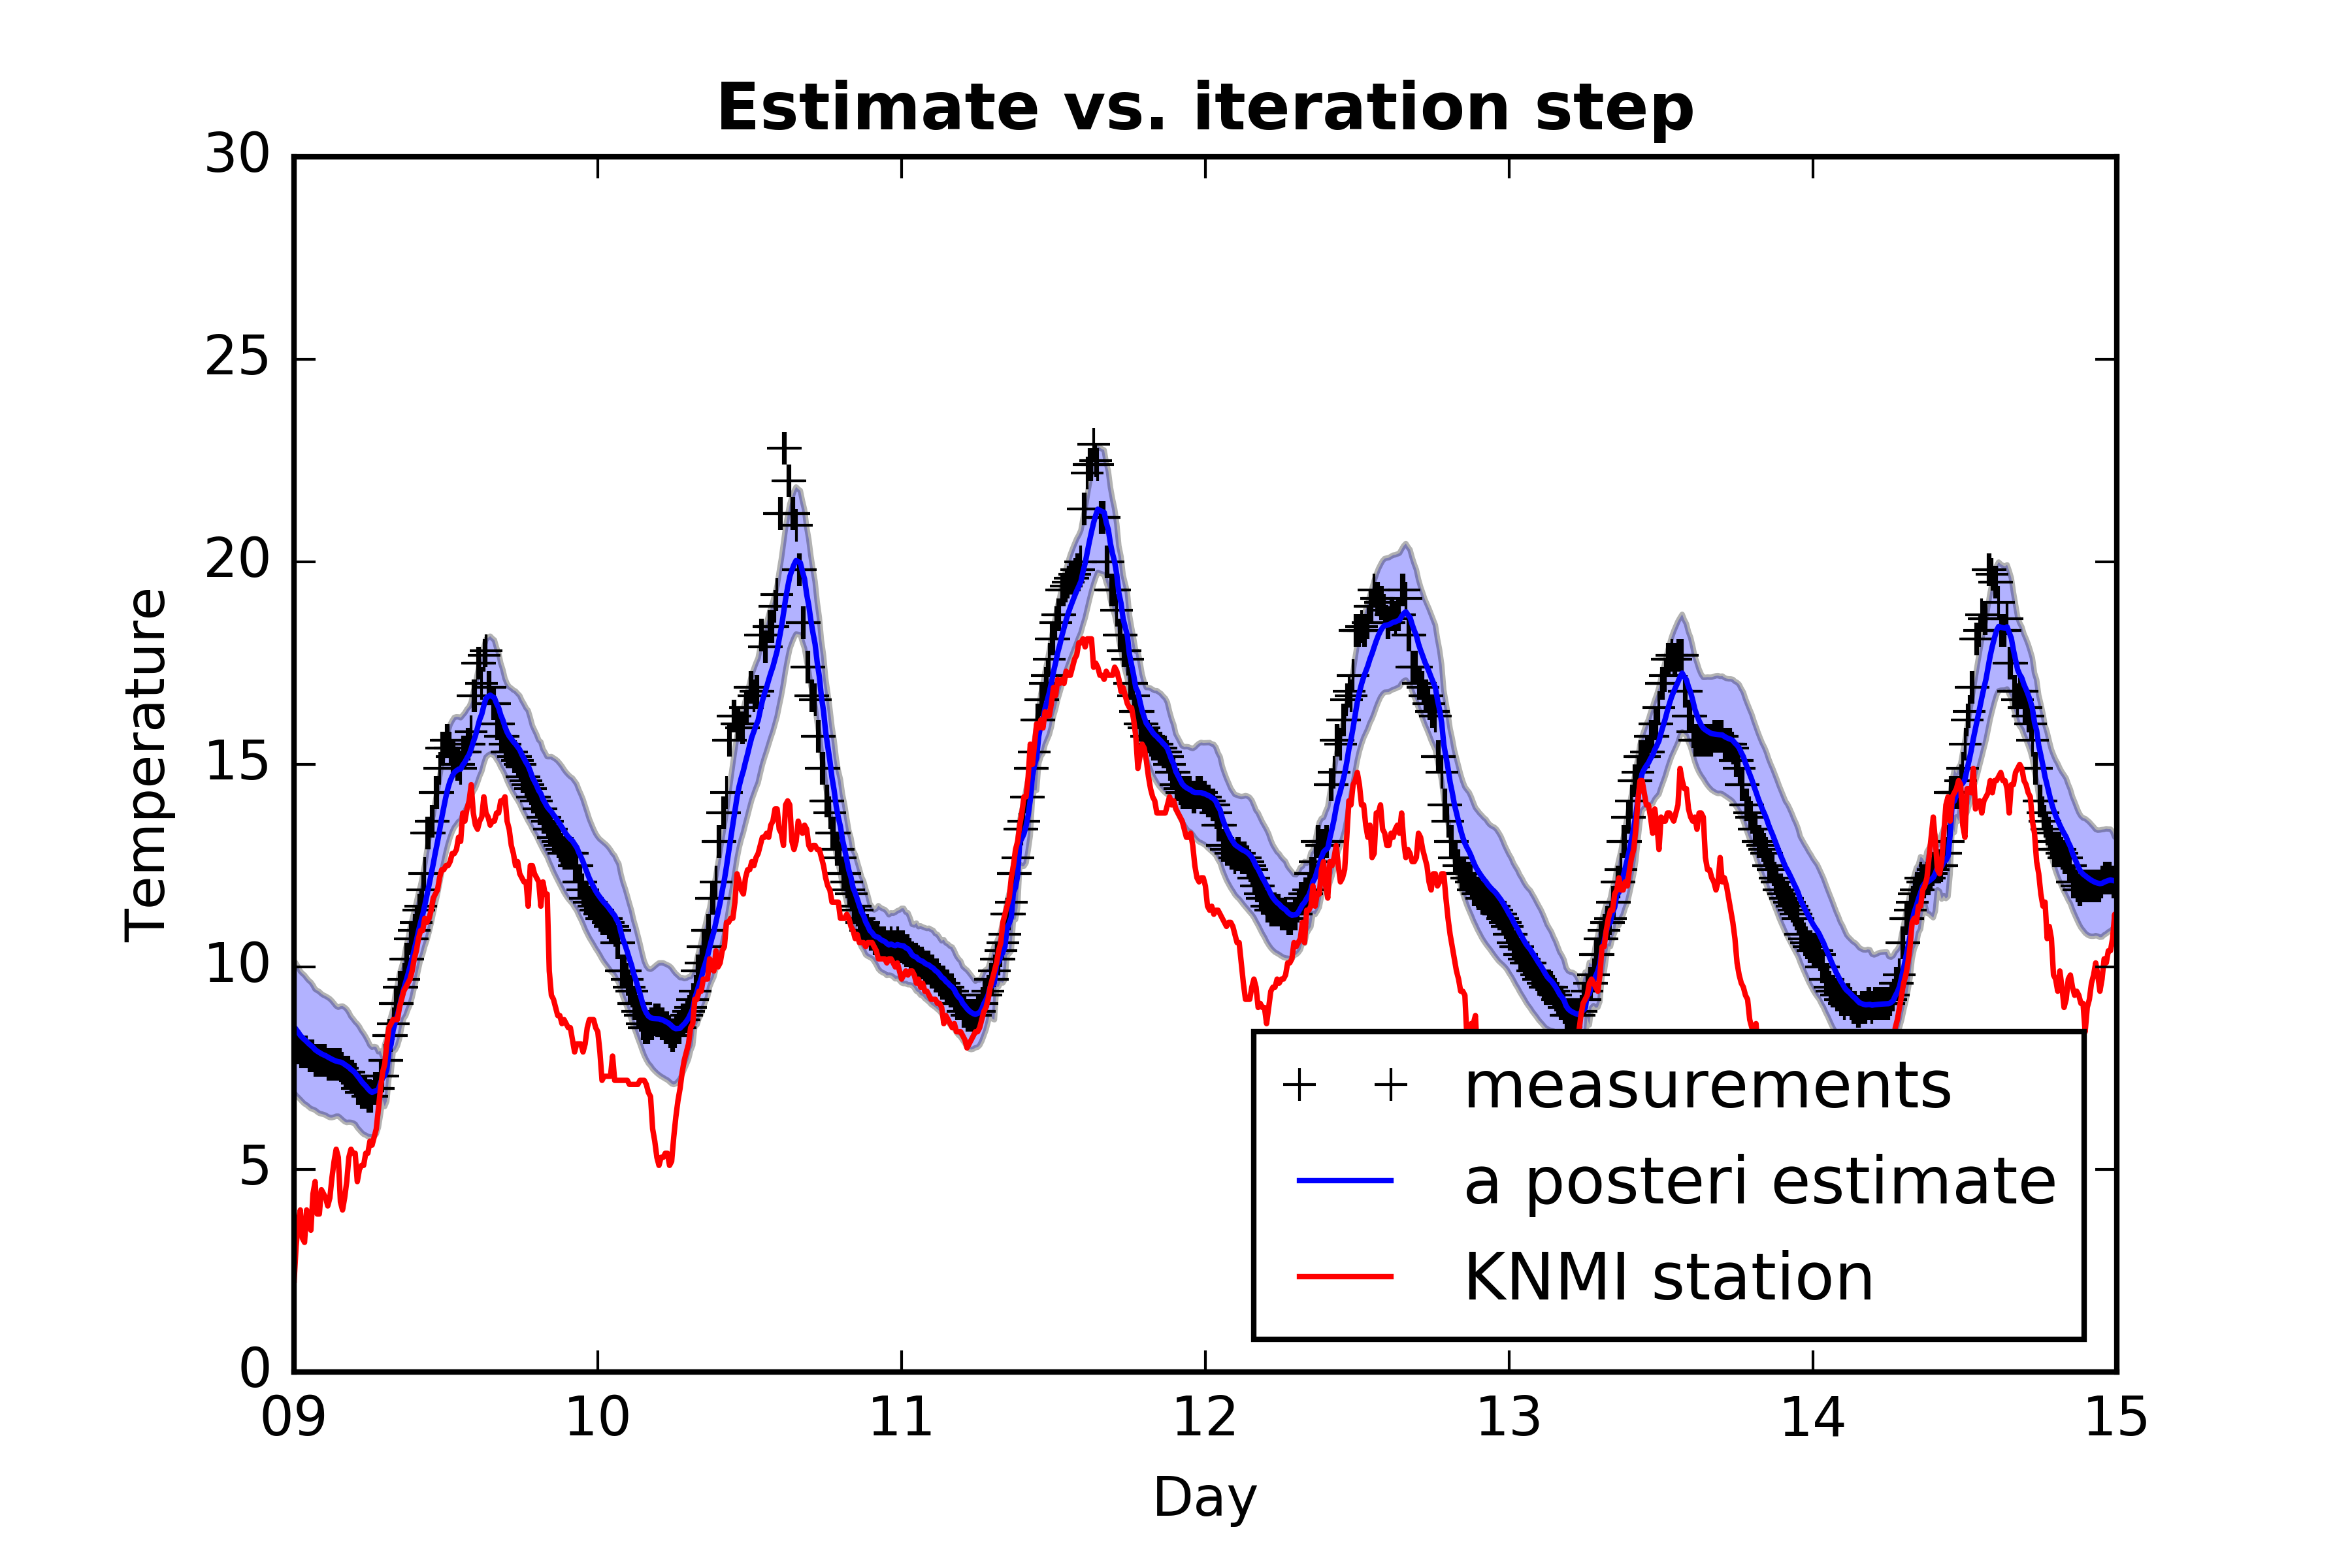 Estimate vs. iteration step
30
25
20
15
10
5
0
Temperature
09 10 11 12 13 14 15
Day
measurements
a posteri estimate
KNMI station